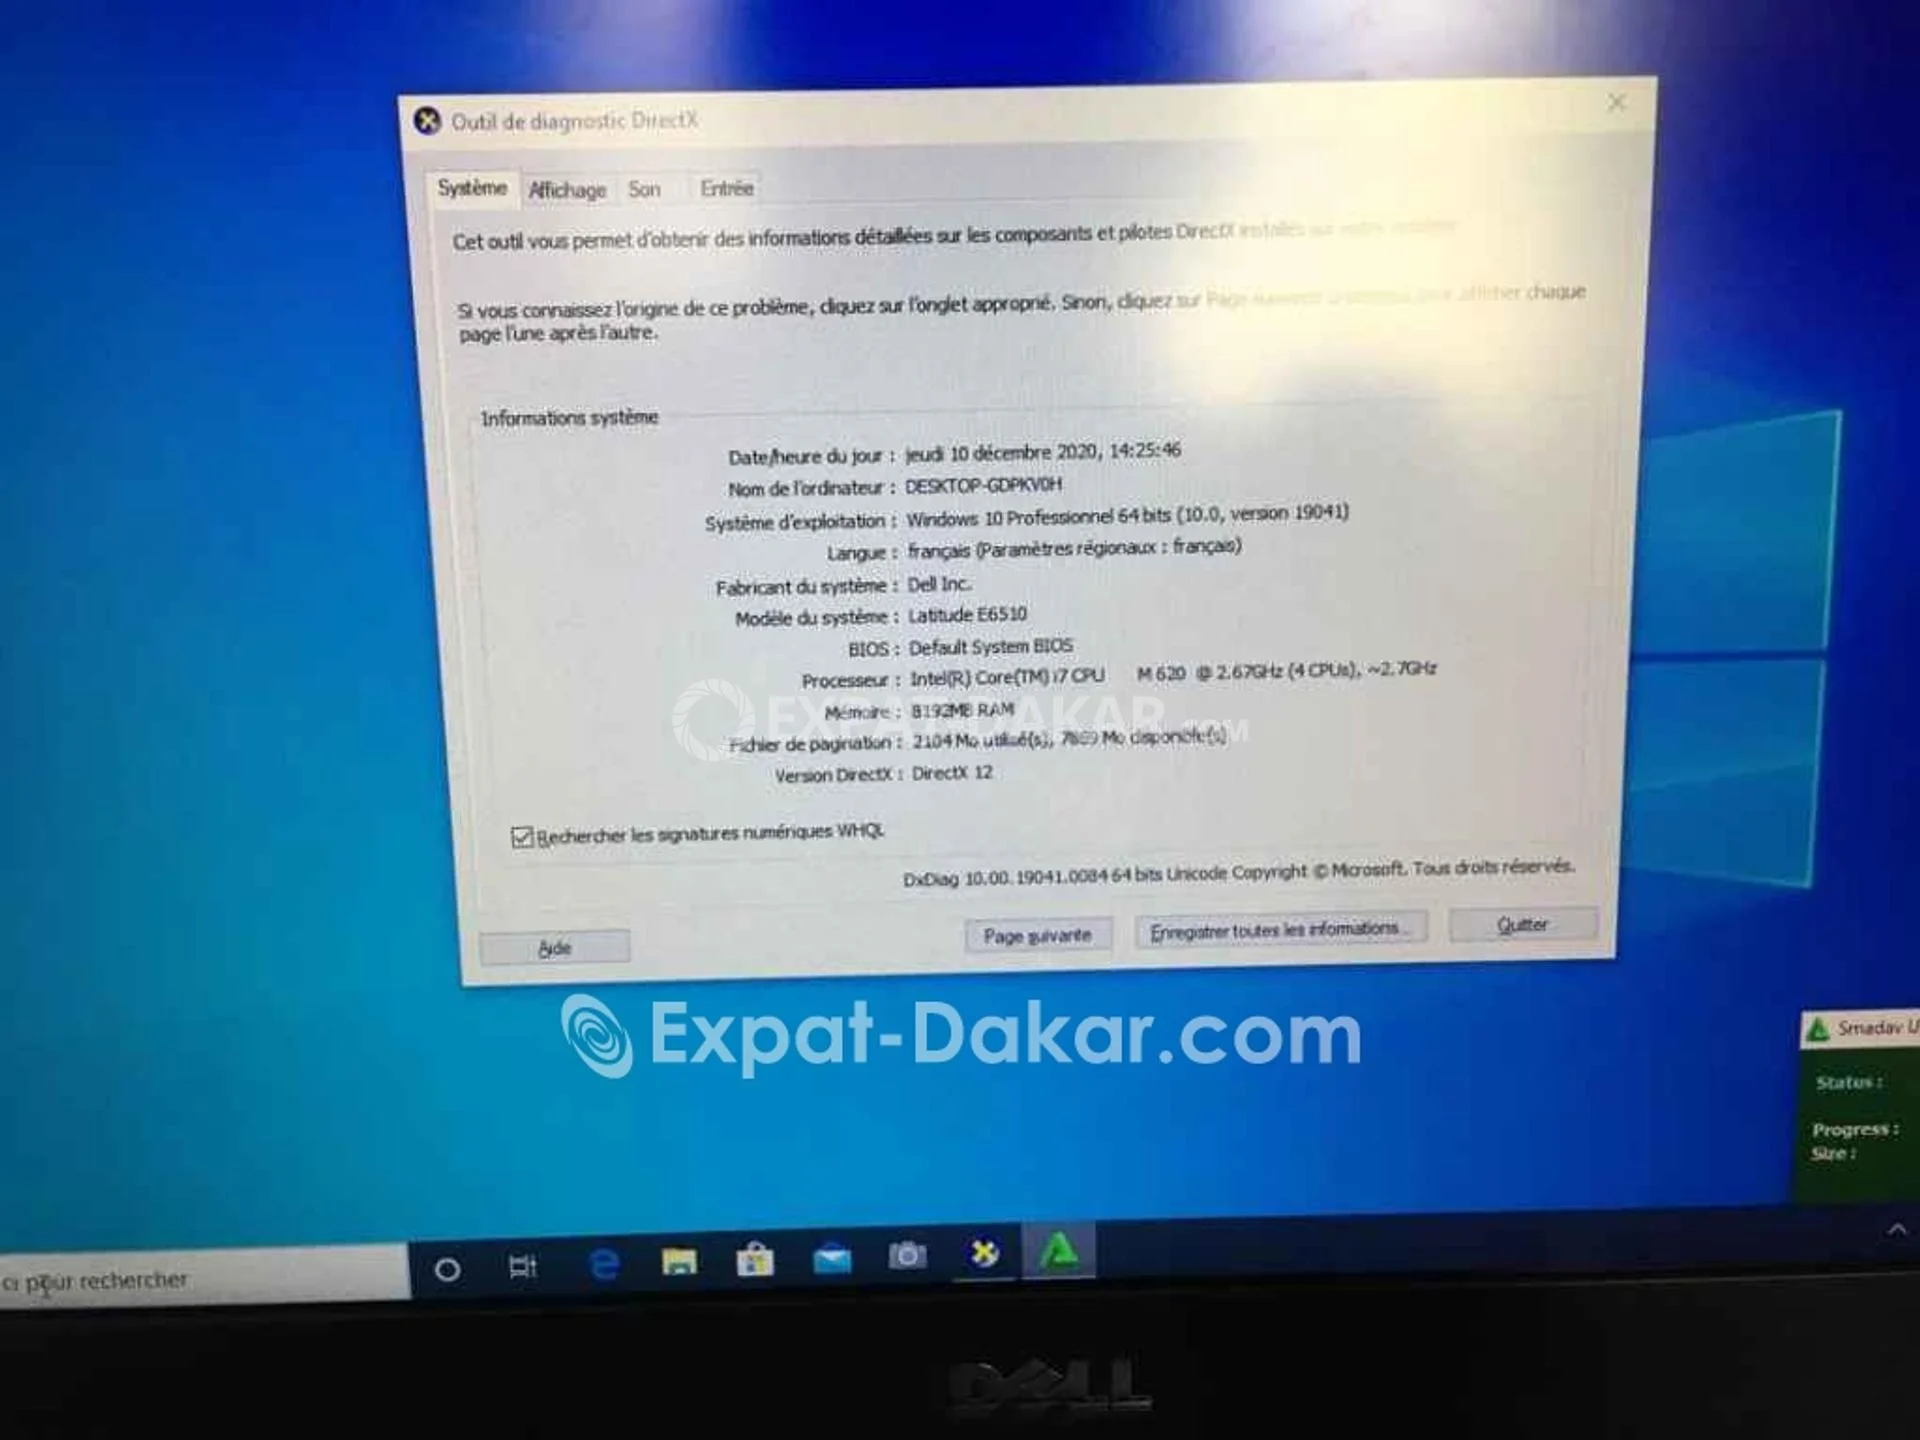 Outil de diagnostic DirectX
Système Affichage Son Entrée
Cet outil vous permet d'obtenir des informations détaillées sur les composants et pilotes DirectX installés sur votre système.
Si vous connaissez l'origine de ce problème, cliquez sur l'onglet approprié. Sinon, cliquez sur Page suivante afficher chaque
page l'une après l'autre.
Informations système
Date/heure du jour : jeudi 10 décembre 2020, 14:25:46
Nom de l'ordinateur : DESKTOP-GDPKV0H
Système d'exploitation : Windows 10 Professionnel 64 bits (10.0, version 19041)
Langue : français (Paramètres régionaux : français)
Fabricant du système : Dell Inc.
Modèle du système : Latitude E6510
BIOS : Default System BIOS
Processeur : Intel(R) Core(TM) i7 CPU M 620 @ 2.67GHz (4 CPUs), ~2.7GHz
Mémoire : 8192MB RAM
EXPAT-DAKAR.COM
Fichier de pagination : 2104 Mo utilisé(s), Mo disponible(s)
Version DirectX : DirectX 12
Rechercher les signatures numériques WHQL
DxDiag 10.00.19041.0084 64 bits Unicode Copyright © Microsoft. Tous droits réservés.
Aide Page suivante Enregistrer toutes les informations... Quitter
Expat-Dakar.com
Smadav U
Status :
Progress :
Size :
ci pour rechercher
DELL